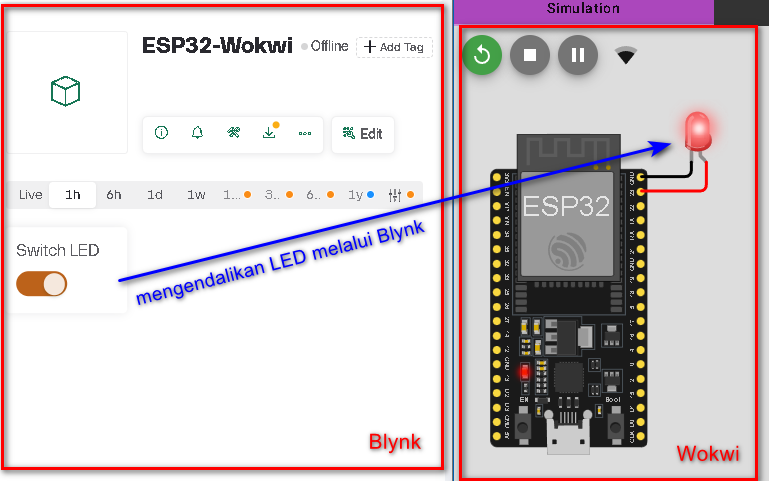 Simulation
ESP32-Wokwi
Offline
Add Tag
Edit
Live 1h 6h 1d 1w 1... 3.. 6.. 1y
Switch LED
mengendalikan LED melalui Blynk
Blynk
ESP32
EN
Boot
Wokwi